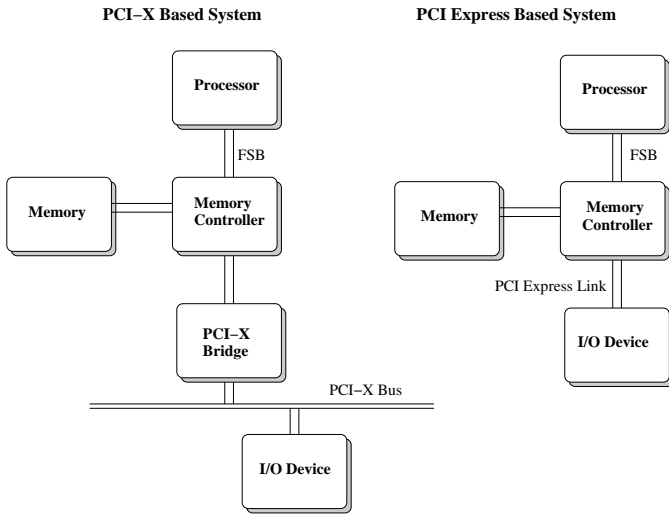 PCI–X Based System
Processor
FSB
Memory
Memory
Controller
PCI–X
Bridge
PCI–X Bus
I/O Device
PCI Express Based System
Processor
FSB
Memory
Memory
Controller
PCI Express Link
I/O Device